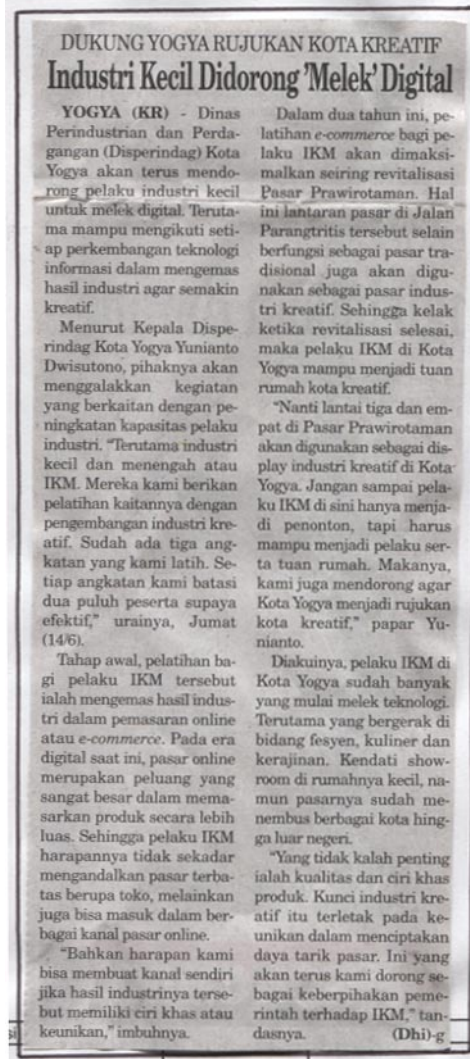 DUKUNG YOGYA RUJUKAN KOTA KREATIF
Industri Kecil Didorong 'Melek' Digital
YOGYA (KR) - Dinas
Perindustrian dan Perda-
gangan (Disperindag) Kota
Yogya akan terus mendo-
rong pelaku industri kecil
untuk melek digital. Teruta-
ma mampu mengikuti seti-
ap perkembangan teknologi
informasi dalam mengemas
hasil industri agar semakin
kreatif.
Menurut Kepala Dispe-
rindag Kota Yogya Yunianto
Dwisutono, pihaknya akan
menggalakkan kegiatan
yang berkaitan dengan pe-
ningkatan kapasitas pelaku
industri. "Terutama industri
kecil dan menengah atau
IKM. Mereka kami berikan
pelatihan kaitannya dengan
pengembangan industri kre-
atif. Sudah ada tiga ang-
katan yang kami latih. Se-
tiap angkatan kami batasi
dua puluh peserta supaya
efektif," urainya, Jumat
(14/6).
Tahap awal, pelatihan ba-
gi pelaku IKM tersebut
ialah mengemas hasil indus-
tri dalam pemasaran online
atau e-commerce. Pada era
digital saat ini, pasar online
merupakan peluang yang
sangat besar dalam mema-
sarkan produk secara lebih
luas. Sehingga pelaku IKM
harapannya tidak sekadar
mengandalkan pasar terba-
tas berupa toko, melainkan
juga bisa masuk dalam ber-
bagai kanal pasar online.
"Bahkan harapan kami
bisa membuat kanal sendiri
jika hasil industrinya terse-
but memiliki ciri khas atau
keunikan," imbuhnya.
Dalam dua tahun ini, pe-
latihan e-commerce bagi pe-
laku IKM akan dimaksi-
malkan seiring revitalisasi
Pasar Prawirotaman. Hal
ini lantaran pasar di Jalan
Parangtritis tersebut selain
berfungsi sebagai pasar tra-
disional juga akan digu-
nakan sebagai pasar indus-
tri kreatif. Sehingga kelak
ketika revitalisasi selesai,
maka pelaku IKM di Kota
Yogya mampu menjadi tuan
rumah kota kreatif.
"Nanti lantai tiga dan em-
pat di Pasar Prawirotaman
akan digunakan sebagai dis-
play industri kreatif di Kota
Yogya. Jangan sampai pela-
ku IKM di sini hanya menja-
di penonton, tapi harus
mampu menjadi pelaku ser-
ta tuan rumah. Makanya,
kami juga mendorong agar
Kota Yogya menjadi rujukan
kota kreatif," papar Yu-
nianto.
Diakuinya, pelaku IKM di
Kota Yogya sudah banyak
yang mulai melek teknologi.
Terutama yang bergerak di
bidang fesyen, kuliner dan
kerajinan. Kendati show-
room di rumahnya kecil, na-
mun pasarnya sudah me-
nembus berbagai kota hing-
ga luar negeri.
"Yang tidak kalah penting
ialah kualitas dan ciri khas
produk. Kunci industri kre-
atif itu terletak pada ke-
unikan dalam menciptakan
daya tarik pasar. Ini yang
akan terus kami dorong se-
bagai keberpihakan peme-
rintah terhadap IKM," tan-
dasnya. (Dhi)-g